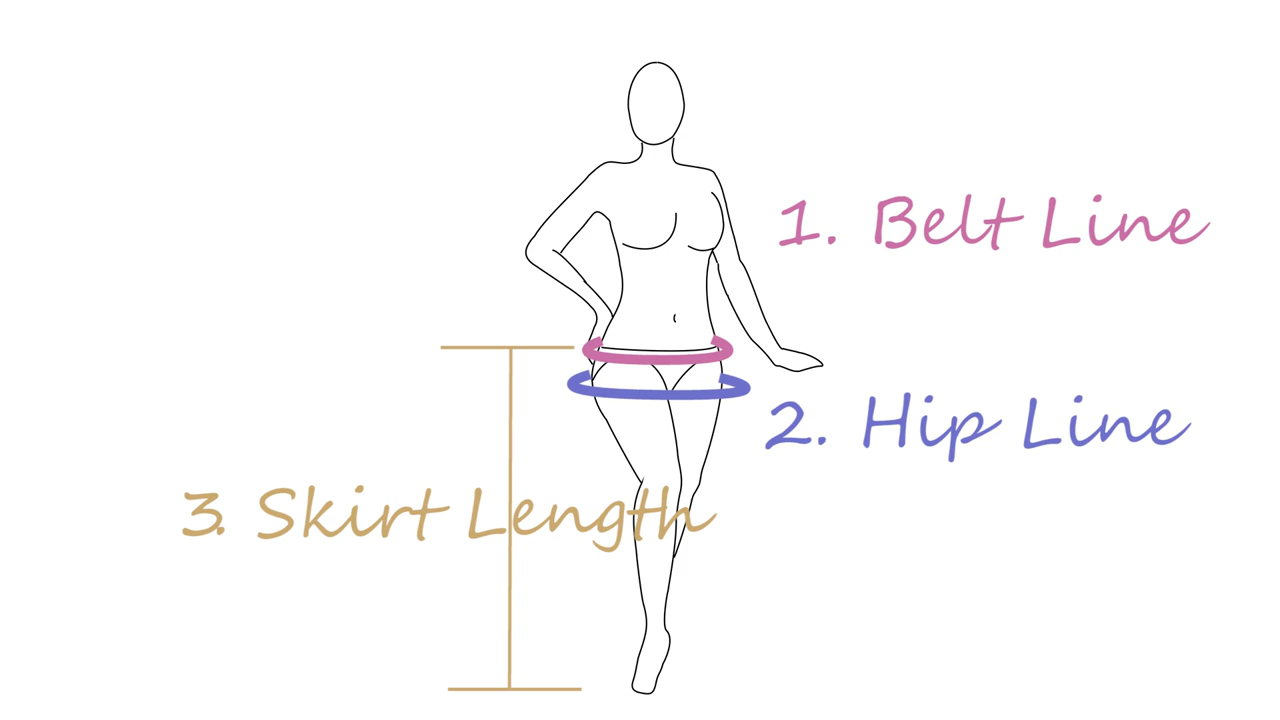 1. Belt Line
2. Hip Line
3. Skirt Length